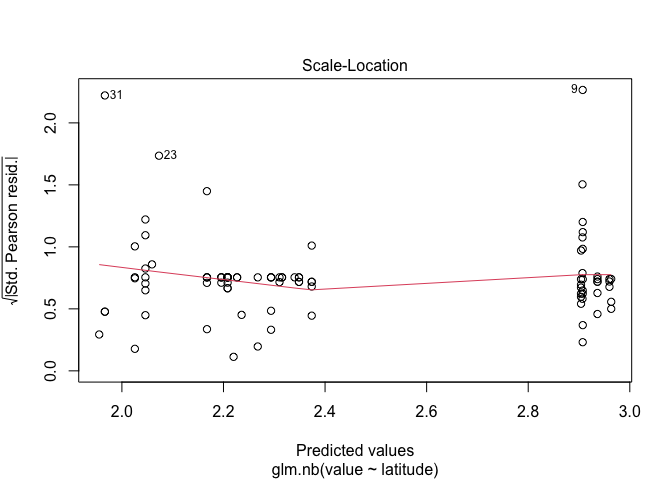 Scale-Location
√|Std. Pearson resid.|
2.0
1.5
1.0
0.5
0.0
31
23
9
2.0 2.2 2.4 2.6 2.8 3.0
Predicted values
glm.nb(value ~ latitude)